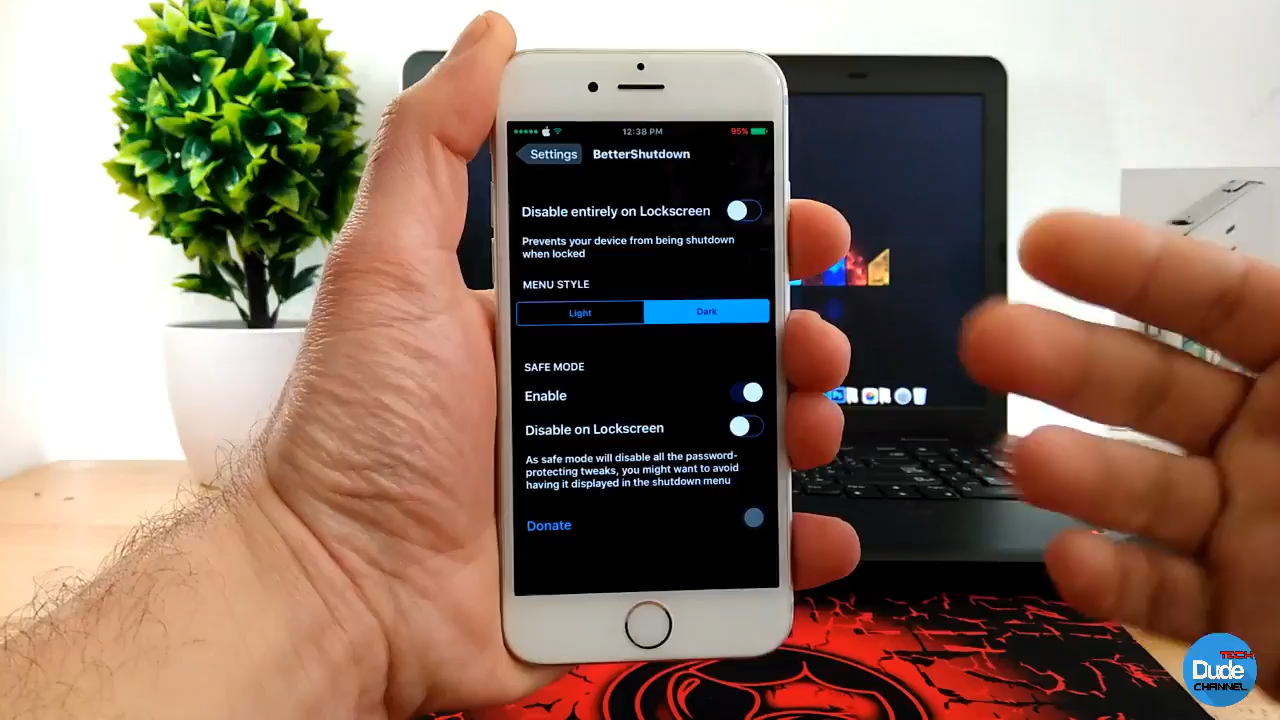 12:38 PM
95%
Settings
BetterShutdown
Disable entirely on Lockscreen
Prevents your device from being shutdown
when locked
MENU STYLE
Light
Dark
SAFE MODE
Enable
Disable on Lockscreen
As safe mode will disable all the password-
protecting tweaks, you might want to avoid
having it displayed in the shutdown menu
Donate
TECH
Dude
CHANNEL